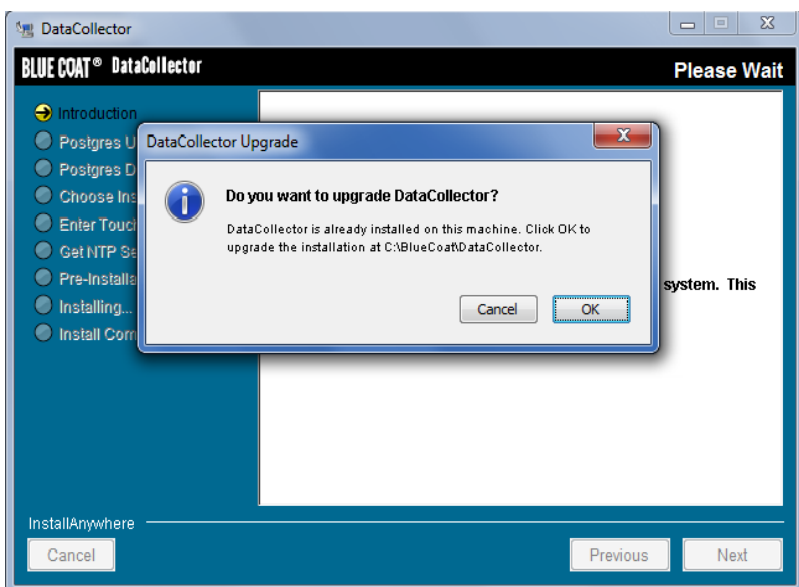 DataCollector
BLUE COAT® DataCollector
Please Wait
Introduction
Postgres U
Postgres D
Choose Ins
Enter Touch
Get NTP Se
Pre-Installa
Installing...
Install Com
DataCollector Upgrade
Do you want to upgrade DataCollector?
DataCollector is already installed on this machine. Click OK to
upgrade the installation at C:\BlueCoat\DataCollector.
Cancel OK
system. This
InstallAnywhere
Cancel Previous Next